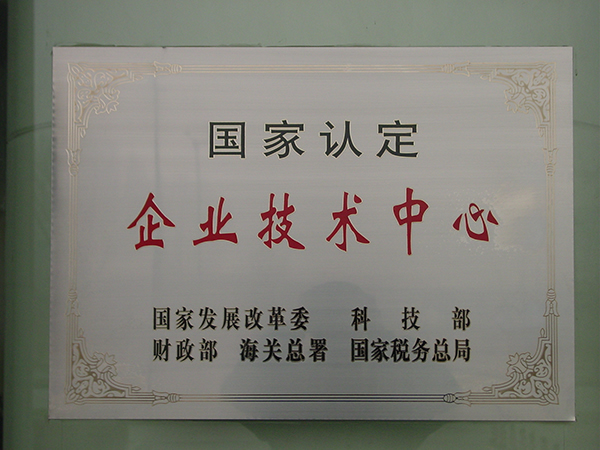 国家认定
企业技术中心
国家发展改革委 科技部
财政部 海关总署 国家税务总局